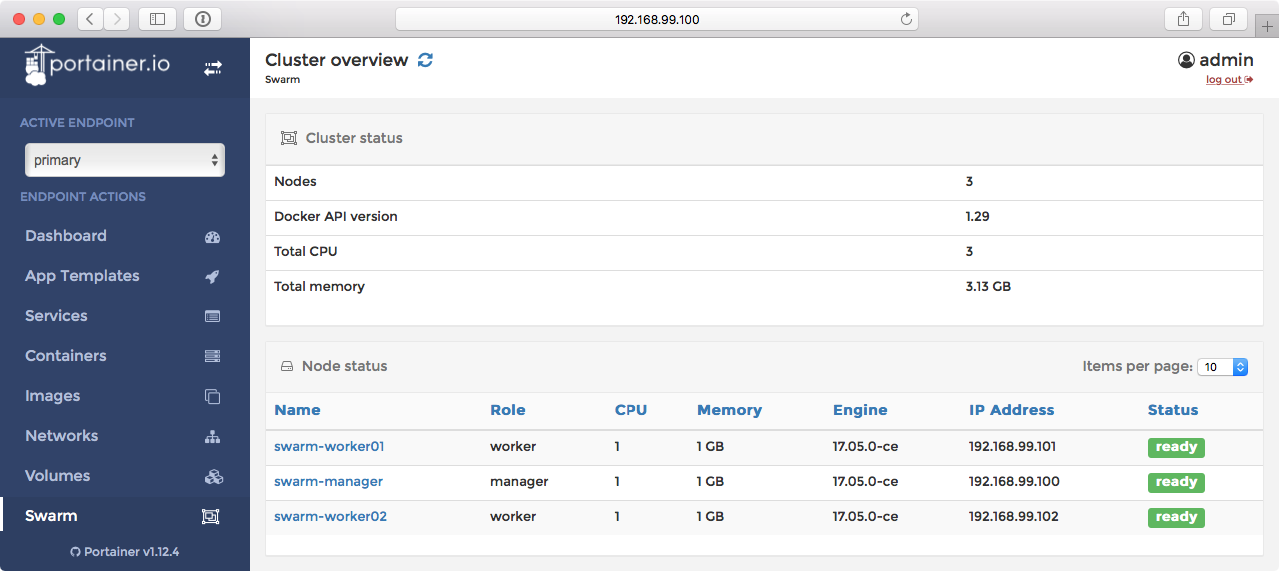 192.168.99.100
portainer.io
ACTIVE ENDPOINT
primary
ENDPOINT ACTIONS
Dashboard
App Templates
Services
Containers
Images
Networks
Volumes
Swarm
Portainer v1.12.4
Cluster overview
Swarm
admin
log out
Cluster status
Nodes 3
Docker API version 1.29
Total CPU 3
Total memory 3.13 GB
Node status
Items per page: 10
Name Role CPU Memory Engine IP Address Status
swarm-worker01 worker 1 1 GB 17.05.0-ce 192.168.99.101 ready
swarm-manager manager 1 1 GB 17.05.0-ce 192.168.99.100 ready
swarm-worker02 worker 1 1 GB 17.05.0-ce 192.168.99.102 ready